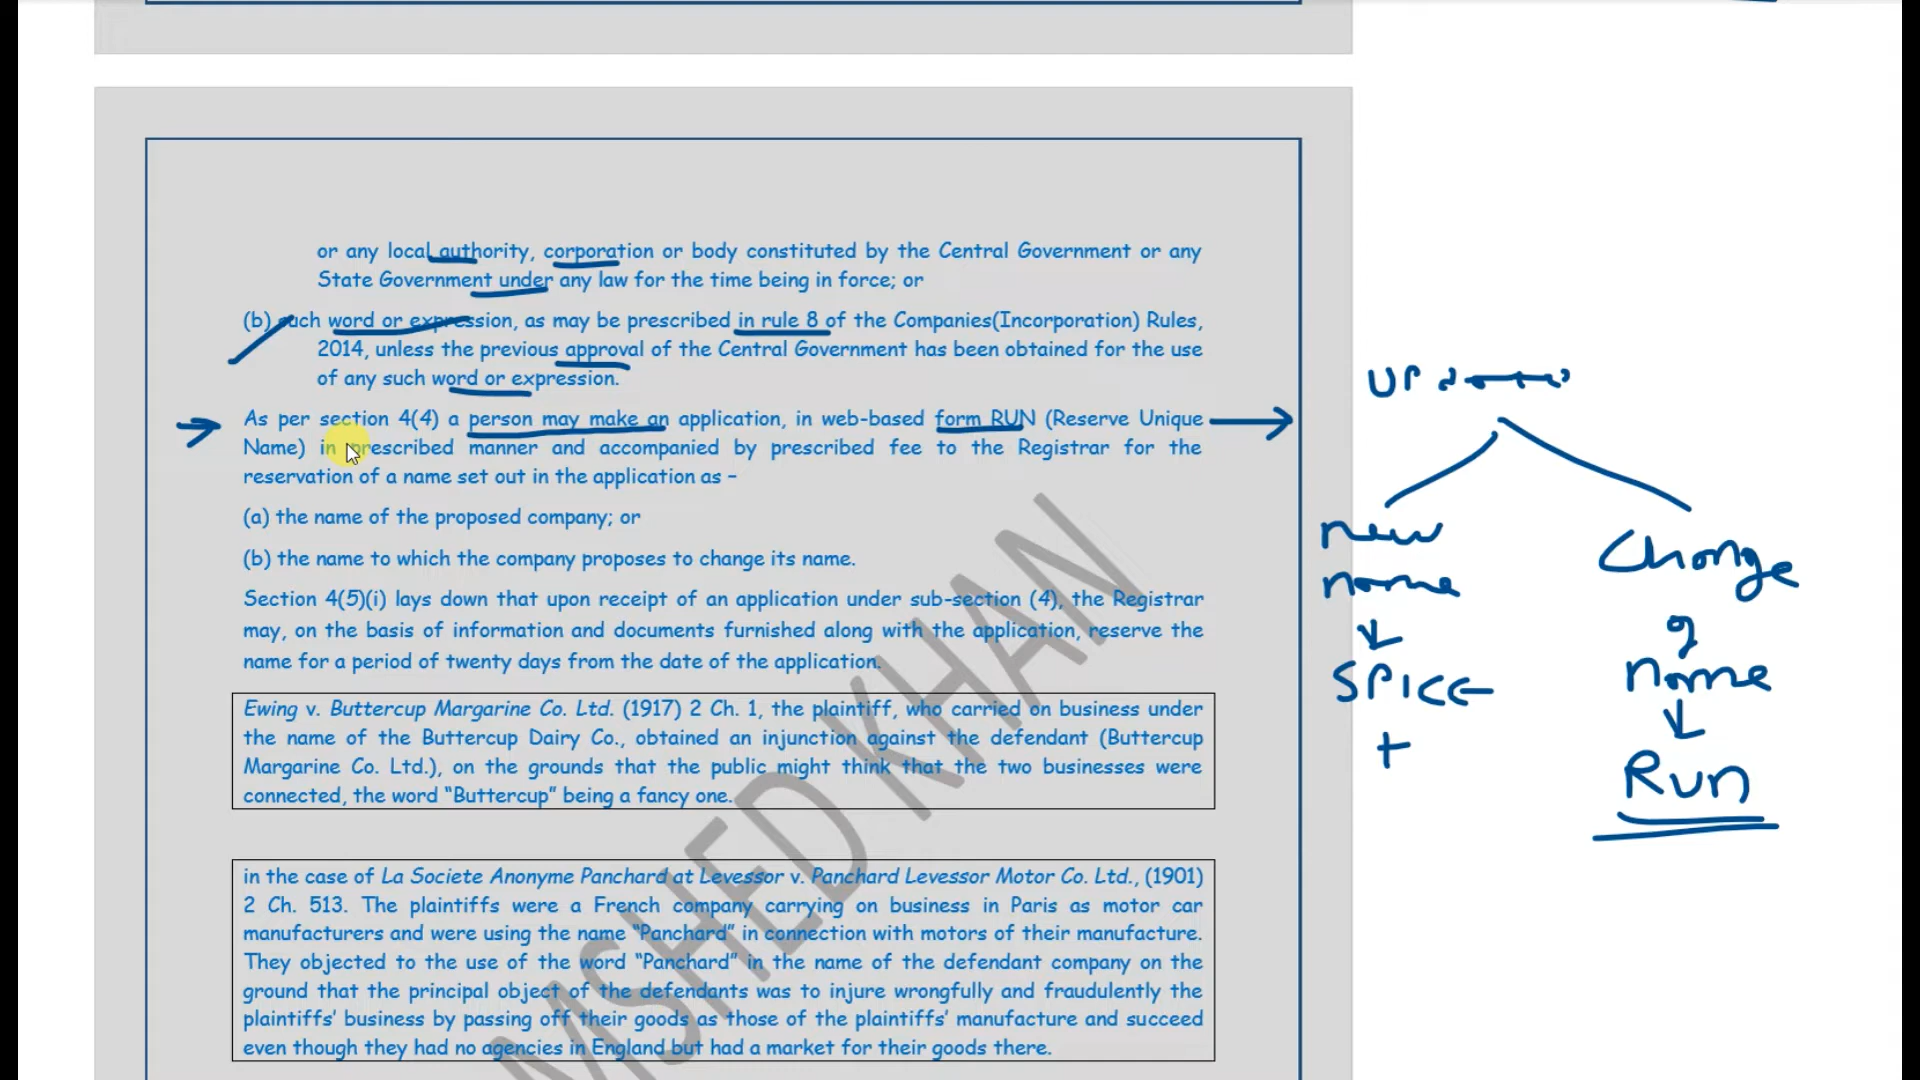 or any local authority, corporation or body constituted by the Central Government or any
State Government under any law for the time being in force; or
(b) such word or expression, as may be prescribed in rule 8 of the Companies(Incorporation) Rules,
2014, unless the previous approval of the Central Government has been obtained for the use
of any such word or expression.
As per section 4(4) a person may make an application, in web-based form RUN (Reserve Unique
Name) in prescribed manner and accompanied by prescribed fee to the Registrar for the
reservation of a name set out in the application as –
(a) the name of the proposed company; or
(b) the name to which the company proposes to change its name.
Section 4(5)(i) lays down that upon receipt of an application under sub-section (4), the Registrar
may, on the basis of information and documents furnished along with the application, reserve the
name for a period of twenty days from the date of the application.
Ewing v. Buttercup Margarine Co. Ltd. (1917) 2 Ch. 1, the plaintiff, who carried on business under
the name of the Buttercup Dairy Co., obtained an injunction against the defendant (Buttercup
Margarine Co. Ltd.), on the grounds that the public might think that the two businesses were
connected, the word “Buttercup” being a fancy one.
in the case of La Societe Anonyme Panchard at Levessor v. Panchard Levessor Motor Co. Ltd., (1901)
2 Ch. 513. The plaintiffs were a French company carrying on business in Paris as motor car
manufacturers and were using the name “Panchard” in connection with motors of their manufacture.
They objected to the use of the word “Panchard” in the name of the defendant company on the
ground that the principal object of the defendants was to injure wrongfully and fraudulently the
plaintiffs’ business by passing off their goods as those of the plaintiffs’ manufacture and succeed
even though they had no agencies in England but had a market for their goods there.
MSHED KHAN
new
name
SPICE
+
Change
of
name
Run